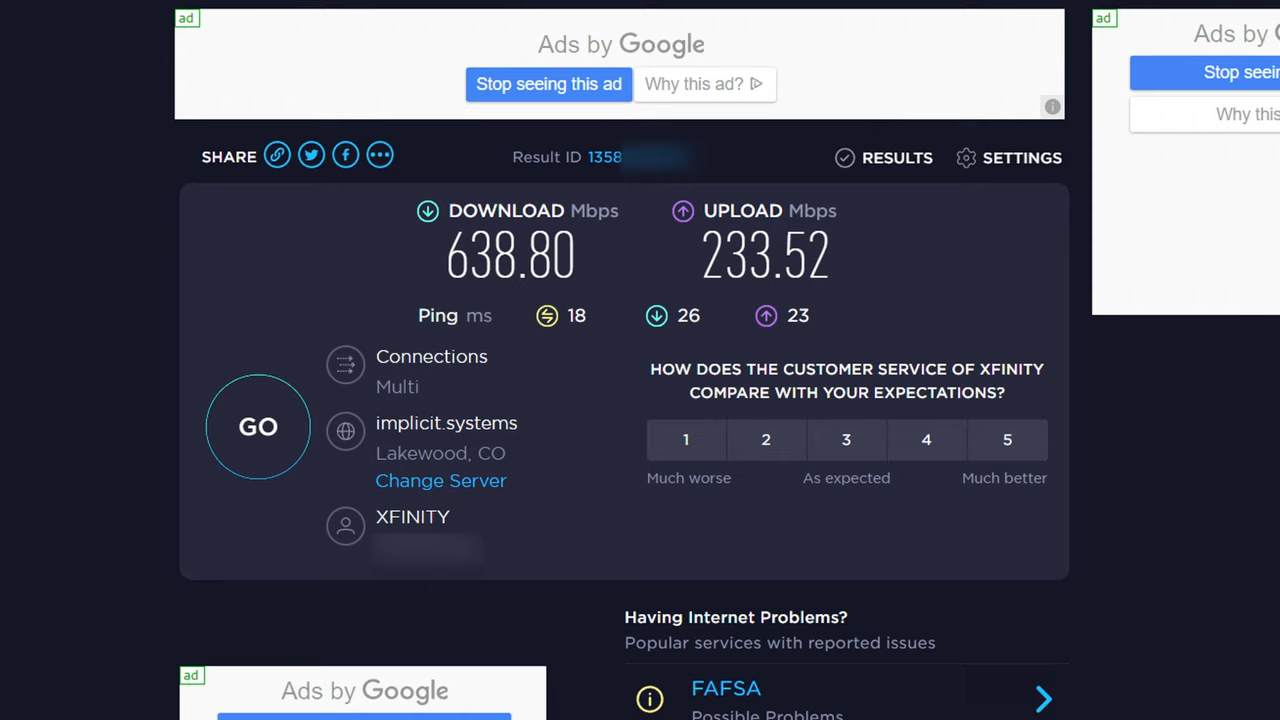 ad
Ads by Google
Stop seeing this ad
Why this ad?
ad
Ads by
Stop seein
Why this
SHARE
Result ID 1358
RESULTS
SETTINGS
DOWNLOAD Mbps
638.80
UPLOAD Mbps
233.52
Ping ms
18
26
23
Connections
Multi
GO
implicit.systems
Lakewood, CO
Change Server
XFINITY
HOW DOES THE CUSTOMER SERVICE OF XFINITY
COMPARE WITH YOUR EXPECTATIONS?
1 2 3 4 5
Much worse As expected Much better
Having Internet Problems?
Popular services with reported issues
ad
Ads by Google
FAFSA
Possible Problems